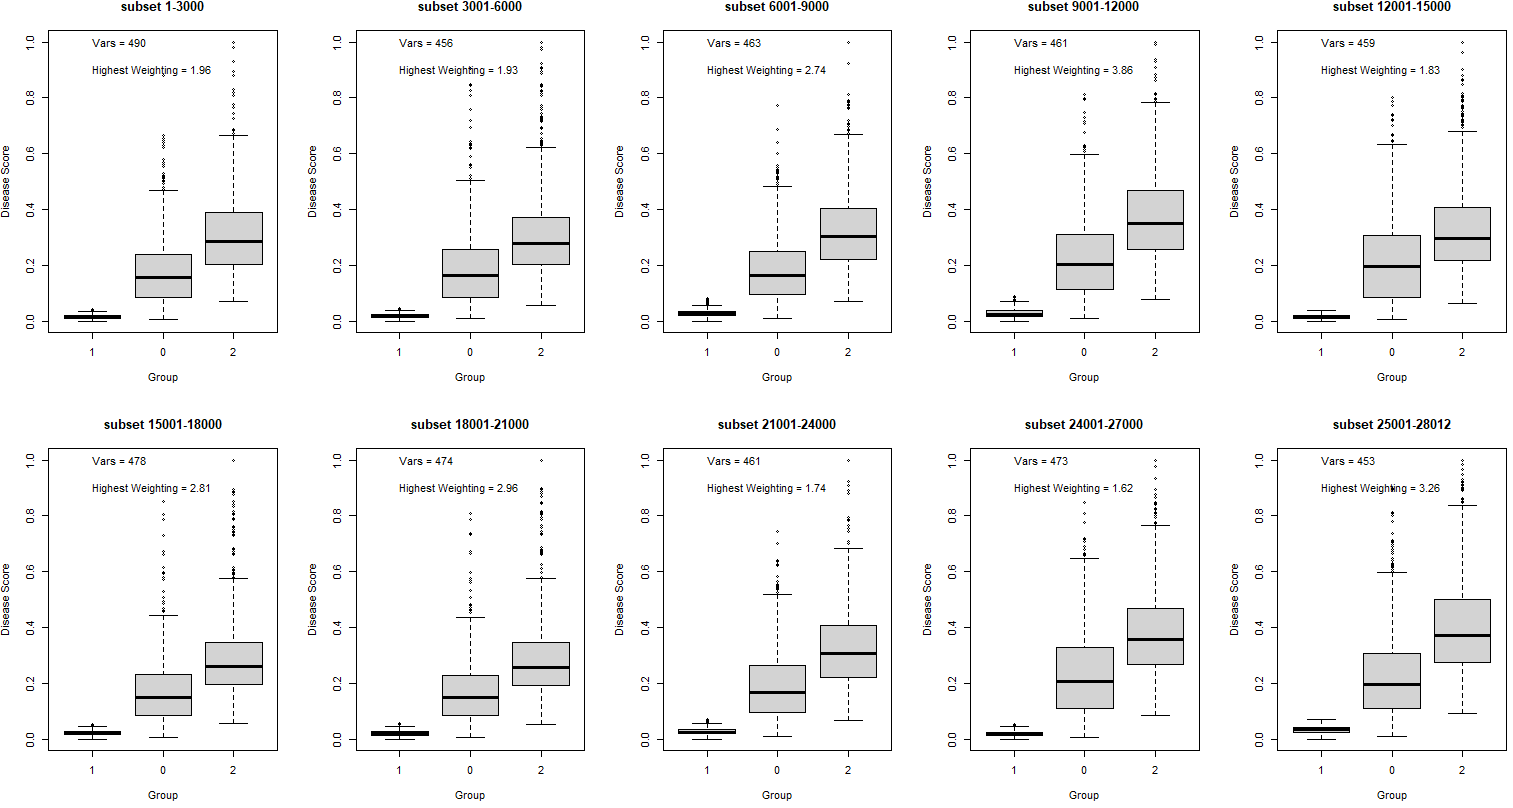 subset 1-3000
Vars = 490
Highest Weighting = 1.96
Disease Score
0.0 0.2 0.4 0.6 0.8 1.0
1 0 2
Group
subset 3001-6000
Vars = 456
Highest Weighting = 1.93
Disease Score
0.0 0.2 0.4 0.6 0.8 1.0
1 0 2
Group
subset 6001-9000
Vars = 463
Highest Weighting = 2.74
Disease Score
0.0 0.2 0.4 0.6 0.8 1.0
1 0 2
Group
subset 9001-12000
Vars = 461
Highest Weighting = 3.86
Disease Score
0.0 0.2 0.4 0.6 0.8 1.0
1 0 2
Group
subset 12001-15000
Vars = 459
Highest Weighting = 1.83
Disease Score
0.0 0.2 0.4 0.6 0.8 1.0
1 0 2
Group
subset 15001-18000
Vars = 478
Highest Weighting = 2.81
Disease Score
0.0 0.2 0.4 0.6 0.8 1.0
1 0 2
Group
subset 18001-21000
Vars = 474
Highest Weighting = 2.96
Disease Score
0.0 0.2 0.4 0.6 0.8 1.0
1 0 2
Group
subset 21001-24000
Vars = 461
Highest Weighting = 1.74
Disease Score
0.0 0.2 0.4 0.6 0.8 1.0
1 0 2
Group
subset 24001-27000
Vars = 473
Highest Weighting = 1.62
Disease Score
0.0 0.2 0.4 0.6 0.8 1.0
1 0 2
Group
subset 25001-28012
Vars = 453
Highest Weighting = 3.26
Disease Score
0.0 0.2 0.4 0.6 0.8 1.0
1 0 2
Group